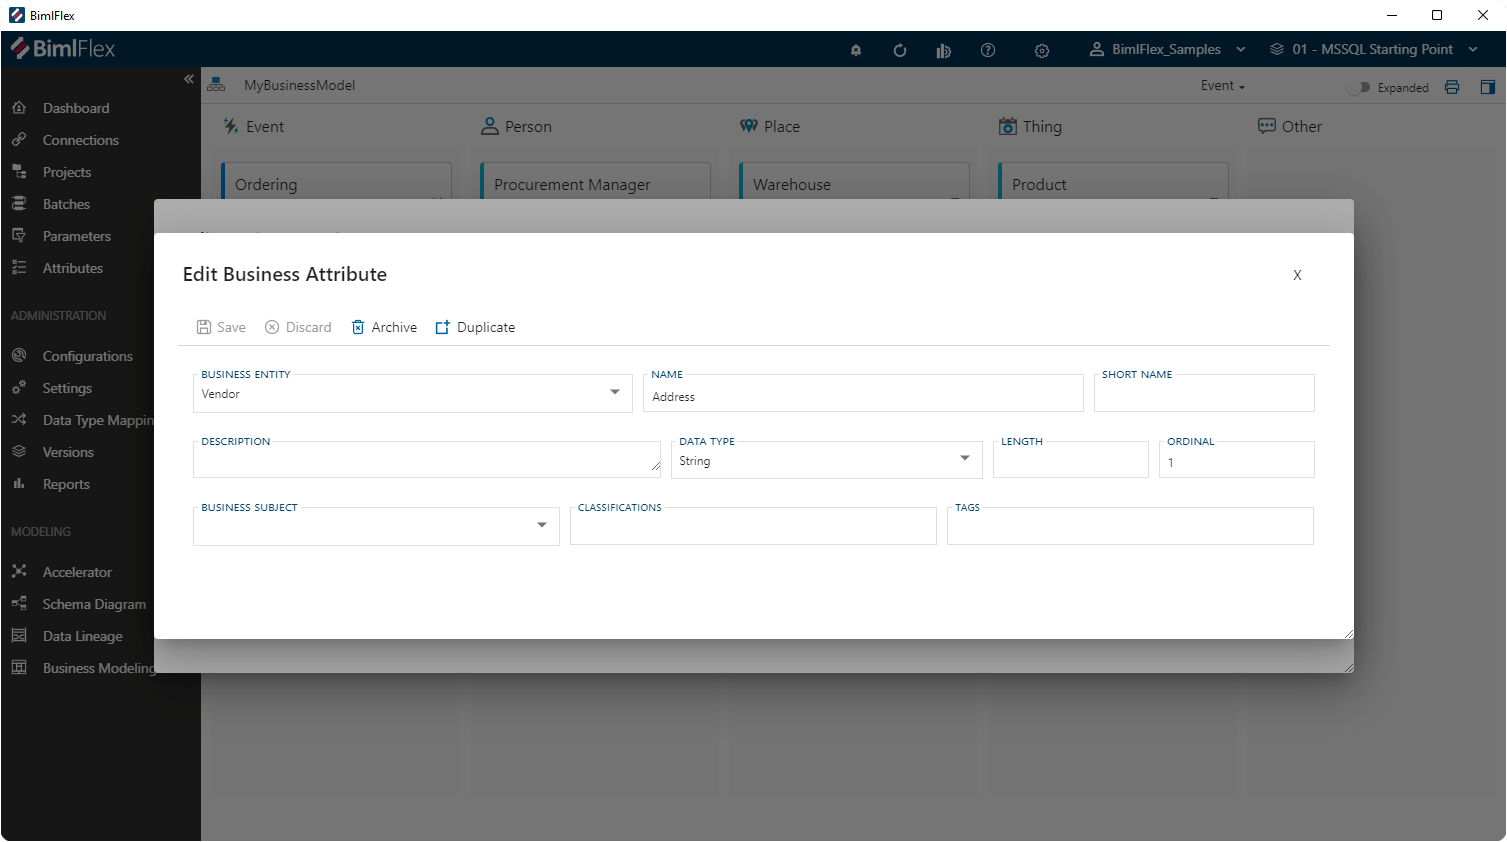 BimlFlex
BimlFlex
BimlFlex_Samples
01 - MSSQL Starting Point
MyBusinessModel
Event
Expanded
Dashboard
Connections
Projects
Batches
Parameters
Attributes
ADMINISTRATION
Configurations
Settings
Data Type Mappin
Versions
Reports
MODELING
Accelerator
Schema Diagram
Data Lineage
Business Modeling
Event
Person
Place
Thing
Other
Ordering
Procurement Manager
Warehouse
Product
Edit Business Attribute
X
Save
Discard
Archive
Duplicate
BUSINESS ENTITY
Vendor
NAME
Address
SHORT NAME
DESCRIPTION
DATA TYPE
String
LENGTH
ORDINAL
1
BUSINESS SUBJECT
CLASSIFICATIONS
TAGS